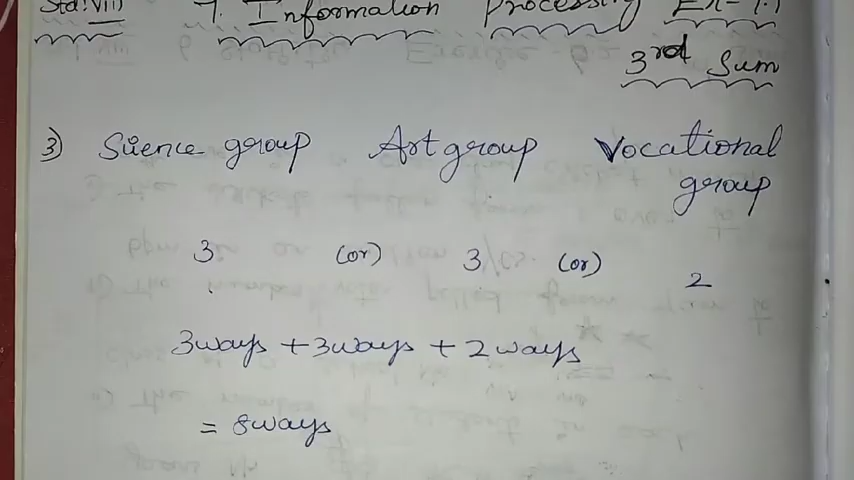 Std: VIII 7. Information Processing Ex-7.1
3rd Sum
3) Science group Art group Vocational
group
3 (or) 3 (or) 2
3ways + 3ways + 2 ways
= 8ways